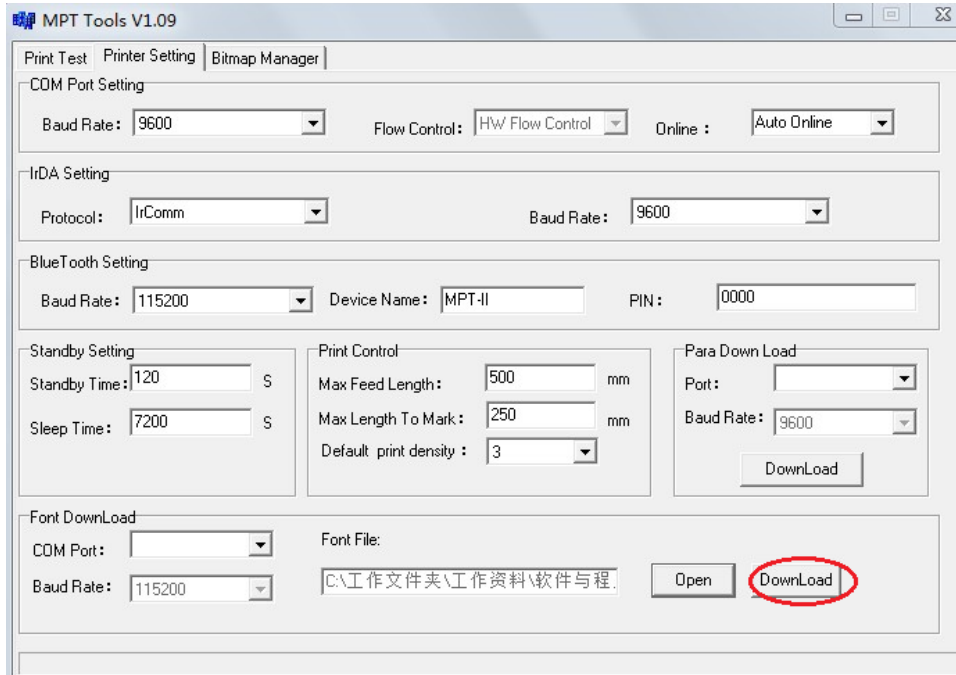 MPT Tools V1.09
Print Test Printer Setting Bitmap Manager
COM Port Setting
Baud Rate: 9600 Flow Control: HW Flow Control Online : Auto Online
IrDA Setting
Protocol: IrComm Baud Rate: 9600
BlueTooth Setting
Baud Rate: 115200 Device Name: MPT-II PIN: 0000
Standby Setting
Standby Time: 120 S
Sleep Time: 7200 S
Print Control
Max Feed Length: 500 mm
Max Length To Mark: 250 mm
Default print density : 3
Para Down Load
Port:
Baud Rate: 9600
DownLoad
Font DownLoad
COM Port:
Baud Rate: 115200
Font File:
C:\工作文件夹\工作资料\软件与程.
Open DownLoad